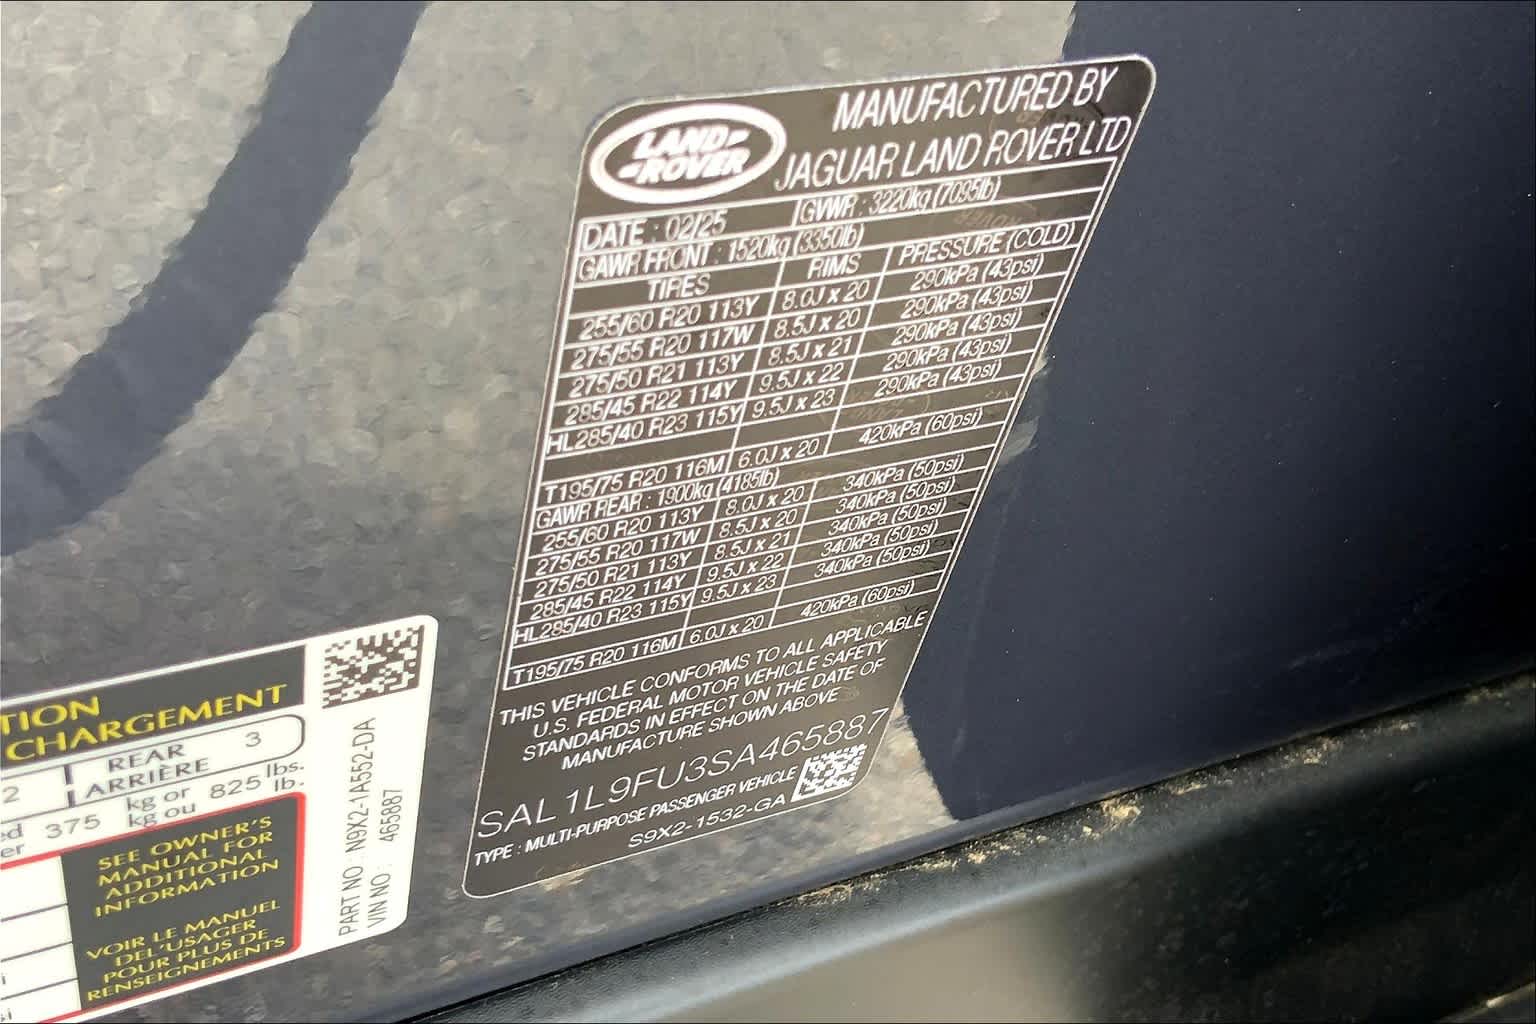 LAND-
-ROVER
MANUFACTURED BY
JAGUAR LAND ROVER LTD
DATE : 02/25 GVWR : 3220kg (7095lb)
GAWR FRONT : 1520kg (3350lb)
TIRES RIMS PRESSURE (COLD)
255/60 R20 113Y 8.0J x 20 290kPa (43psi)
275/55 R20 117W 8.5J x 20 290kPa (43psi)
275/50 R21 113Y 8.5J x 21 290kPa (43psi)
285/45 R22 114Y 9.5J x 22 290kPa (43psi)
HL285/40 R23 115Y 9.5J x 23 290kPa (43psi)
T195/75 R20 116M 6.0J x 20 420kPa (60psi)
GAWR REAR : 1900kg (4185lb)
255/60 R20 113Y 8.0J x 20 340kPa (50psi)
275/55 R20 117W 8.5J x 20 340kPa (50psi)
275/50 R21 113Y 8.5J x 21 340kPa (50psi)
285/45 R22 114Y 9.5J x 22 340kPa (50psi)
HL285/40 R23 115Y 9.5J x 23 340kPa (50psi)
T195/75 R20 116M 6.0J x 20 420kPa (60psi)
THIS VEHICLE CONFORMS TO ALL APPLICABLE
U.S. FEDERAL MOTOR VEHICLE SAFETY
STANDARDS IN EFFECT ON THE DATE OF
MANUFACTURE SHOWN ABOVE
SAL1L9FU3SA465887
TYPE : MULTI-PURPOSE PASSENGER VEHICLE
S9X2-1532-GA
TION
CHARGEMENT
2 REAR 3
ARRIÈRE
ed 375 kg or 825 lbs.
er kg ou lb.
SEE OWNER'S
MANUAL FOR
ADDITIONAL
INFORMATION
VOIR LE MANUEL
DEL'USAGER
POUR PLUS DE
RENSEIGNEMENTS
PART NO : N9X2-1A552-DA
VIN NO : 465887